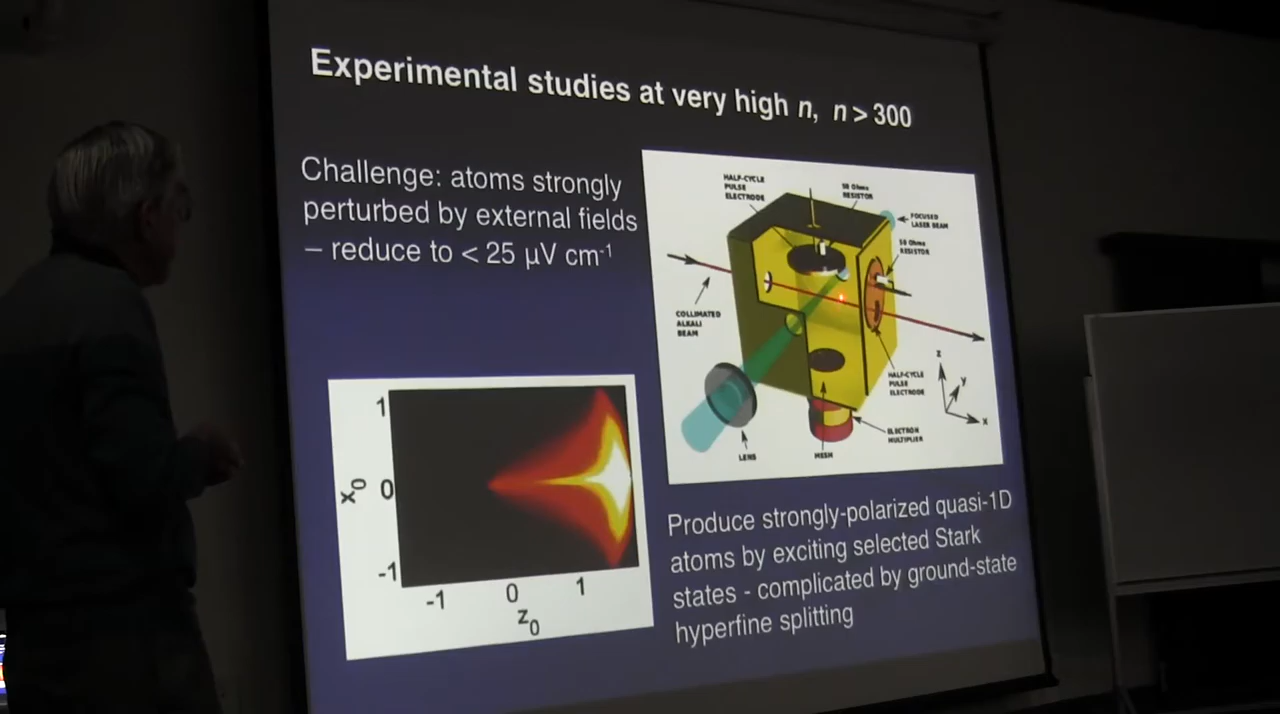 Experimental studies at very high n, n > 300
Challenge: atoms strongly
perturbed by external fields
– reduce to < 25 µV cm⁻¹
HALF-CYCLE
PULSE
ELECTRODE
50 Ohms
RESISTOR
FOCUSED
LASER BEAM
50 Ohms
RESISTOR
COLLIMATED
ALKALI
BEAM
HALF-CYCLE
PULSE
ELECTRODE
z
y
x
ELECTRON
MULTIPLIER
LENS
MESH
1
0
-1
x₀
-1
0
1
z₀
Produce strongly-polarized quasi-1D
atoms by exciting selected Stark
states - complicated by ground-state
hyperfine splitting